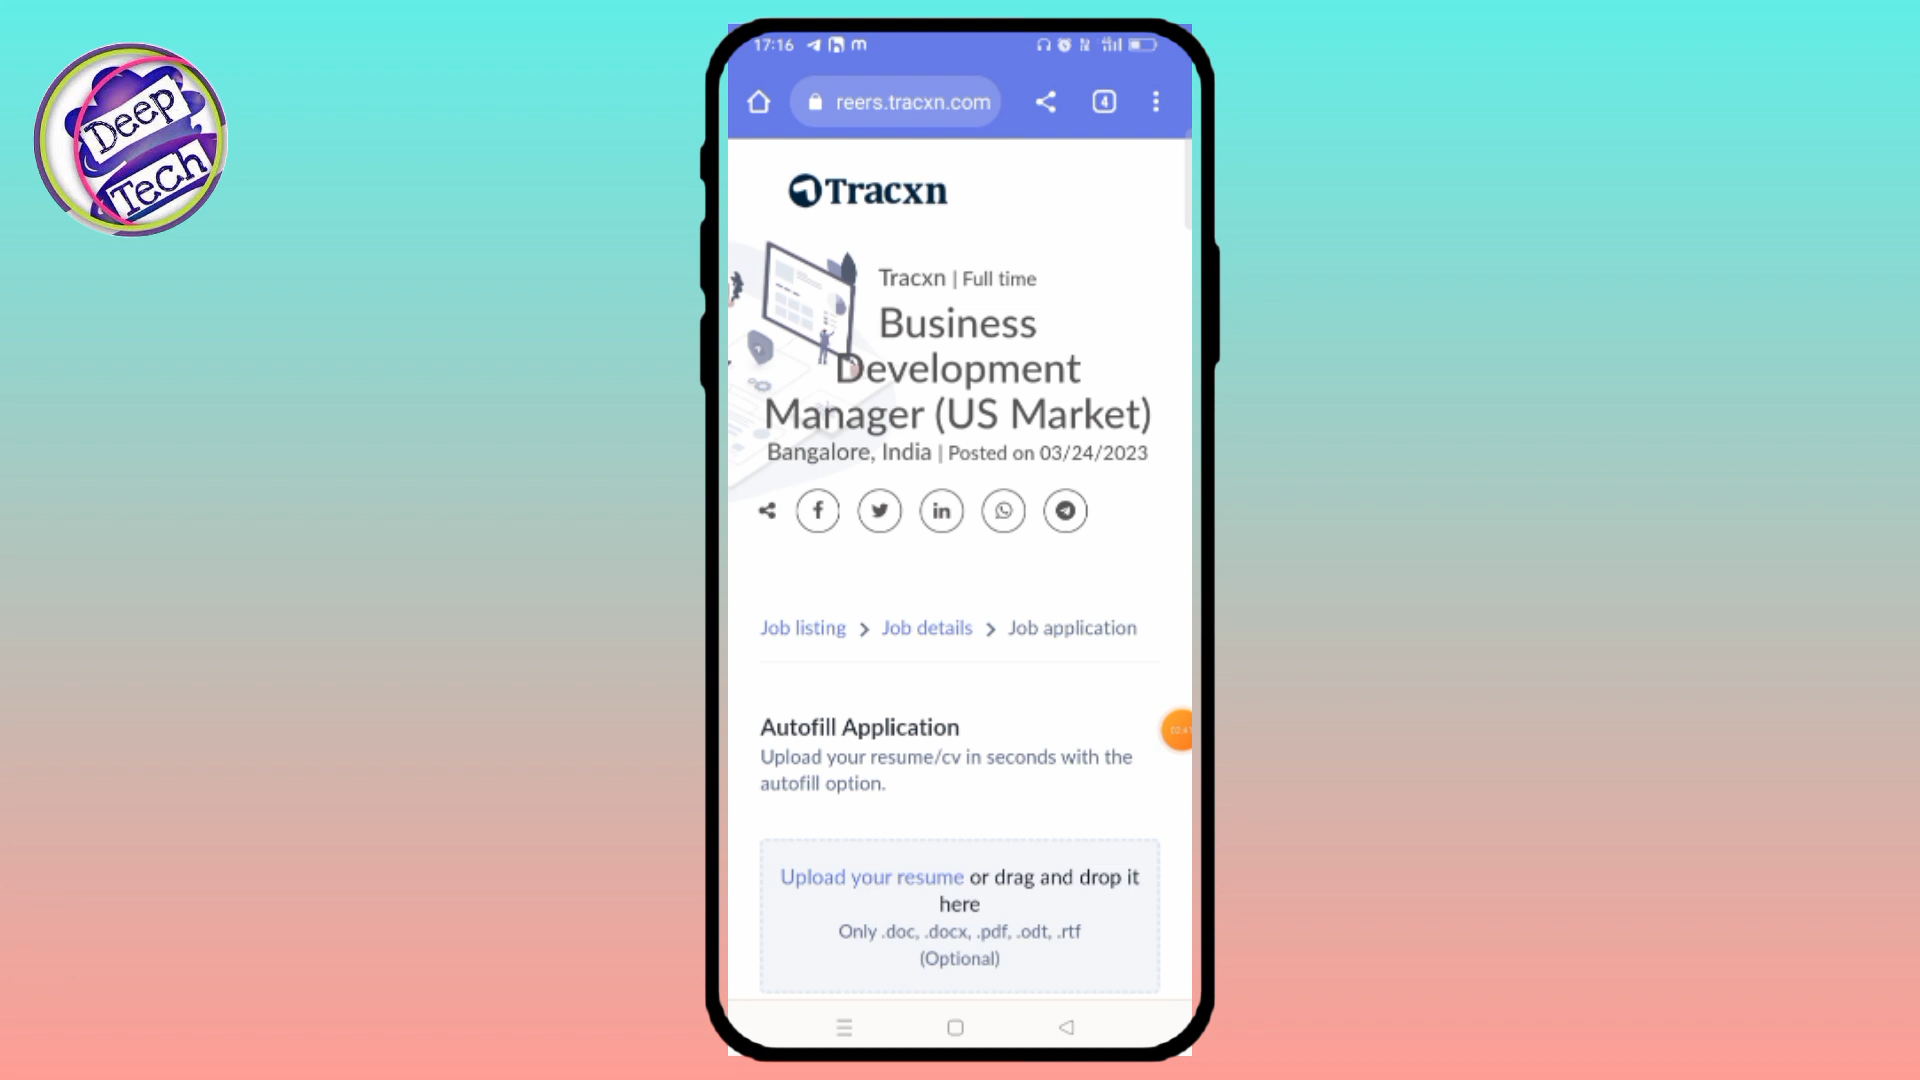 Deep
TeCh
17:16
reers.tracxn.com
4
Tracxn
Tracxn | Full time
Business
Development
Manager (US Market)
Bangalore, India | Posted on 03/24/2023
Job listing > Job details > Job application
Autofill Application
Upload your resume/cv in seconds with the
autofill option.
Upload your resume or drag and drop it
here
Only .doc, .docx, .pdf, .odt, .rtf
(Optional)